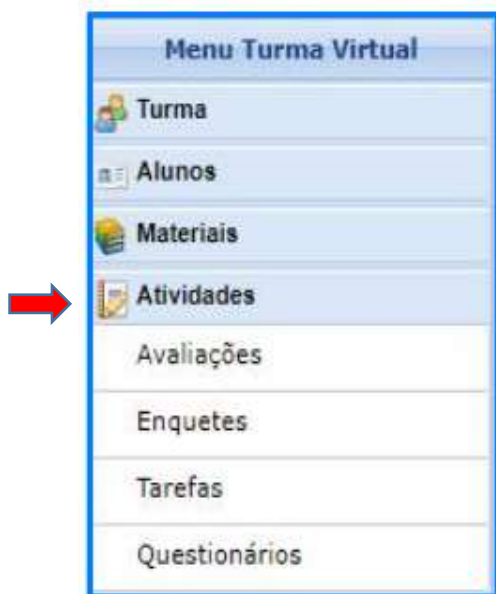 Menu Turma Virtual
Turma
Alunos
Materiais
Atividades
Avaliações
Enquetes
Tarefas
Questionários